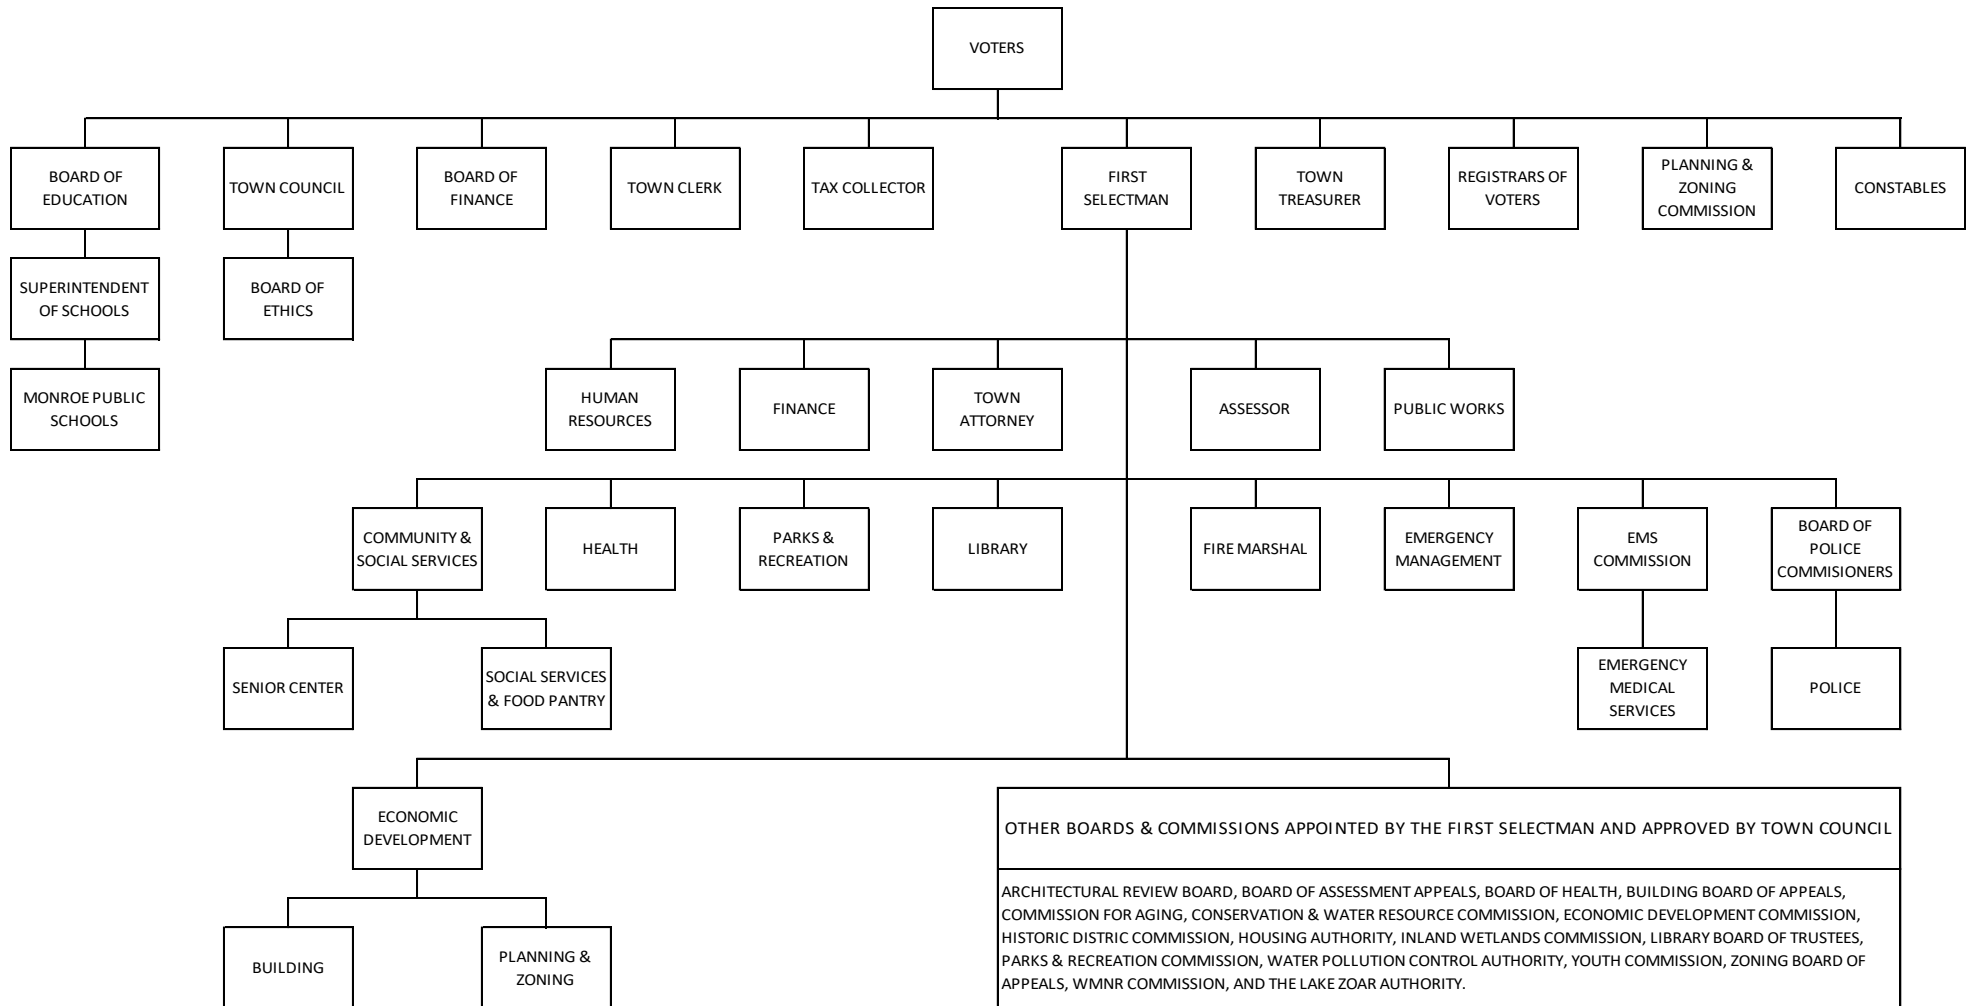 VOTERS
BOARD OF
EDUCATION
TOWN COUNCIL
BOARD OF
FINANCE
TOWN CLERK
TAX COLLECTOR
FIRST
SELECTMAN
TOWN
TREASURER
REGISTRARS OF
VOTERS
PLANNING &
ZONING
COMMISSION
CONSTABLES
SUPERINTENDENT
OF SCHOOLS
BOARD OF
ETHICS
MONROE PUBLIC
SCHOOLS
HUMAN
RESOURCES
FINANCE
TOWN
ATTORNEY
ASSESSOR
PUBLIC WORKS
COMMUNITY &
SOCIAL SERVICES
HEALTH
PARKS &
RECREATION
LIBRARY
FIRE MARSHAL
EMERGENCY
MANAGEMENT
EMS
COMMISSION
BOARD OF
POLICE
COMMISIONERS
SENIOR CENTER
SOCIAL SERVICES
& FOOD PANTRY
EMERGENCY
MEDICAL
SERVICES
POLICE
ECONOMIC
DEVELOPMENT
BUILDING
PLANNING &
ZONING
OTHER BOARDS & COMMISSIONS APPOINTED BY THE FIRST SELECTMAN AND APPROVED BY TOWN COUNCIL
ARCHITECTURAL REVIEW BOARD, BOARD OF ASSESSMENT APPEALS, BOARD OF HEALTH, BUILDING BOARD OF APPEALS,
COMMISSION FOR AGING, CONSERVATION & WATER RESOURCE COMMISSION, ECONOMIC DEVELOPMENT COMMISSION,
HISTORIC DISTRIC COMMISSION, HOUSING AUTHORITY, INLAND WETLANDS COMMISSION, LIBRARY BOARD OF TRUSTEES,
PARKS & RECREATION COMMISSION, WATER POLLUTION CONTROL AUTHORITY, YOUTH COMMISSION, ZONING BOARD OF
APPEALS, WMNR COMMISSION, AND THE LAKE ZOAR AUTHORITY.